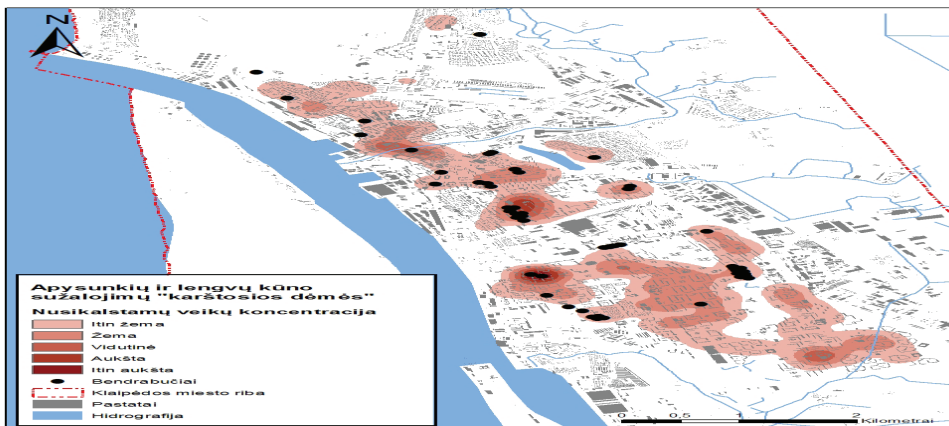 Z
Apysunkių ir lengvų kūno
sužalojimų "karštosios dėmės"
Nusikalstamų veikų koncentracija
Itin žema
Žema
Vidutinė
Aukšta
Itin aukšta
Bendrabučiai
Klaipėdos miesto riba
Pastatai
Hidrografija
0 0,5 1 2
Kilometrai